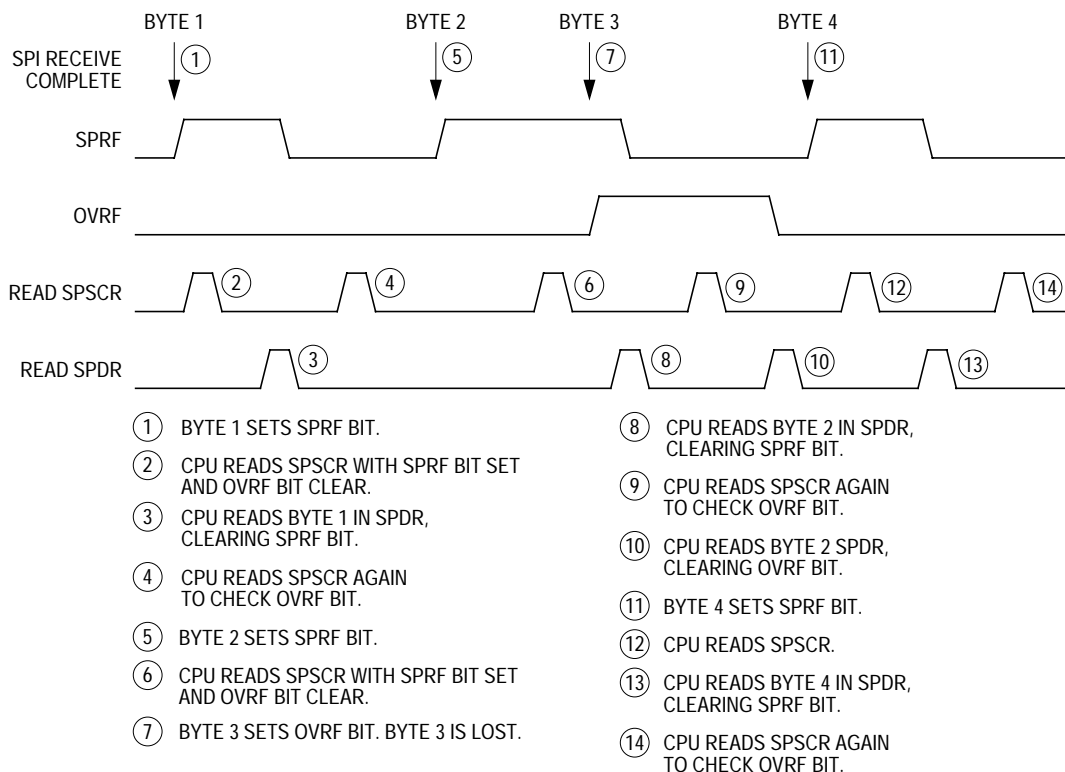 BYTE 1 BYTE 2 BYTE 3 BYTE 4
SPI RECEIVE
COMPLETE
1 5 7 11
SPRF
OVRF
READ SPSCR
2 4 6 9 12 14
READ SPDR
3 8 10 13
1 BYTE 1 SETS SPRF BIT.
2 CPU READS SPSCR WITH SPRF BIT SET
AND OVRF BIT CLEAR.
3 CPU READS BYTE 1 IN SPDR,
CLEARING SPRF BIT.
4 CPU READS SPSCR AGAIN
TO CHECK OVRF BIT.
5 BYTE 2 SETS SPRF BIT.
6 CPU READS SPSCR WITH SPRF BIT SET
AND OVRF BIT CLEAR.
7 BYTE 3 SETS OVRF BIT. BYTE 3 IS LOST.
8 CPU READS BYTE 2 IN SPDR,
CLEARING SPRF BIT.
9 CPU READS SPSCR AGAIN
TO CHECK OVRF BIT.
10 CPU READS BYTE 2 SPDR,
CLEARING OVRF BIT.
11 BYTE 4 SETS SPRF BIT.
12 CPU READS SPSCR.
13 CPU READS BYTE 4 IN SPDR,
CLEARING SPRF BIT.
14 CPU READS SPSCR AGAIN
TO CHECK OVRF BIT.